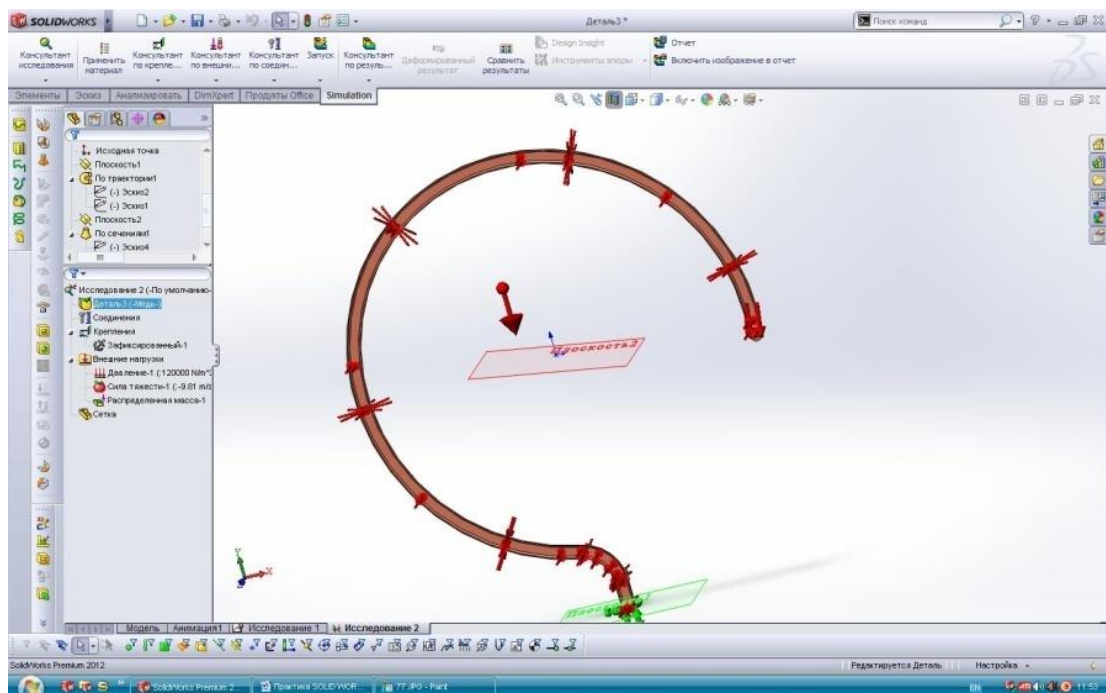 SOLIDWORKS
Деталь3 *
Поиск команд
Консультант исследования
Применить материал
Консультант по крепле...
Консультант по внешни...
Консультант по соедин...
Запуск
Консультант по резуль...
Деформированный результат
Сравнить результаты
Design Insight
Инструменты эпюры
Отчет
Включить изображение в отчет
Элементы
Эскиз
Анализировать
DimXpert
Продукты Office
Simulation
Исходная точка
Плоскость1
По траектории1
(-) Эскиз2
(-) Эскиз1
Плоскость2
По сечениям1
(-) Эскиз4
Исследование 2 (-По умолчанию-
Деталь3 (-Медь-)
Соединения
Крепления
Зафиксированный-1
Внешние нагрузки
Давление-1 (:120000 N/m^
Сила тяжести-1 (:-9.81 m/s
Распределенная масса-1
Сетка
Плоскость2
Модель
Анимация1
Исследование 1
Исследование 2
SolidWorks Premium 2012
Редактируется Деталь
Настройка
SolidWorks Premium 2...
Практика SOLID WOR...
77.JPG - Paint
EN
11:53